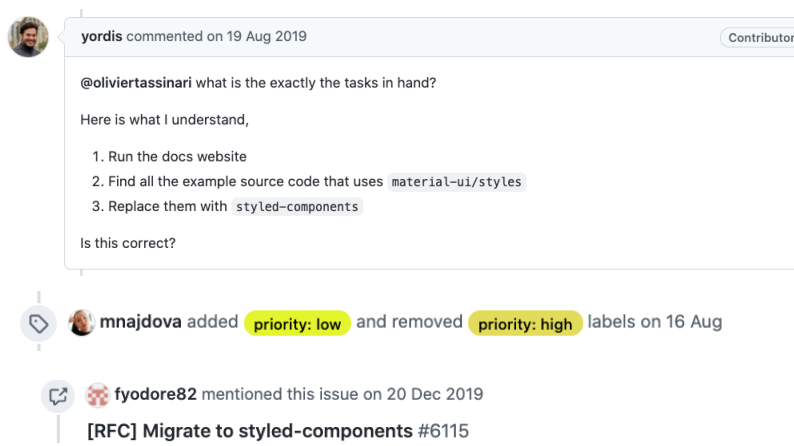 yordis commented on 19 Aug 2019
Contributor
@oliviertassinari what is the exactly the tasks in hand?
Here is what I understand,
1. Run the docs website
2. Find all the example source code that uses material-ui/styles
3. Replace them with styled-components
Is this correct?
mnajdova added priority: low and removed priority: high labels on 16 Aug
fyodore82 mentioned this issue on 20 Dec 2019
[RFC] Migrate to styled-components #6115